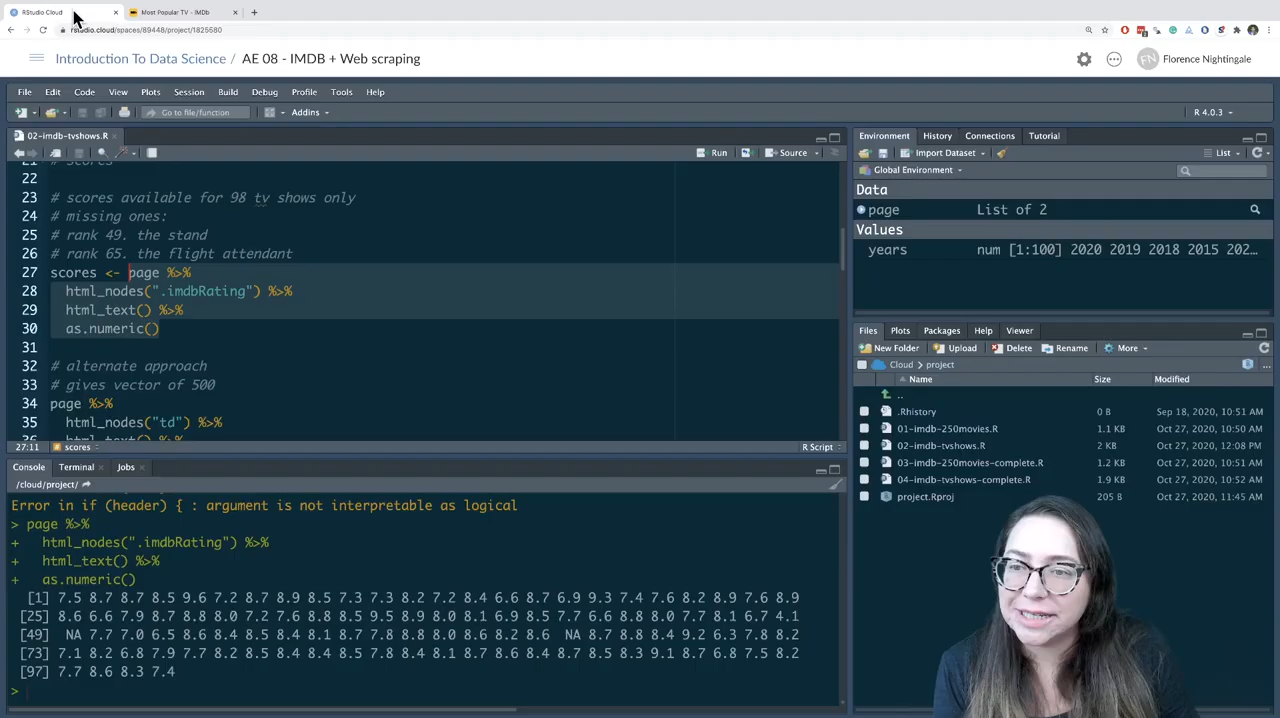 RStudio Cloud
Most Popular TV - IMDb
rstudio.cloud/spaces/89448/project/1825680
Introduction To Data Science / AE 08 - IMDB + Web scraping
FN Florence Nightingale
File Edit Code View Plots Session Build Debug Profile Tools Help
Go to file/function Addins R 4.0.3
02-imdb-tvshows.R
Run Source
22
23 # scores available for 98 tv shows only
24 # missing ones:
25 # rank 49. the stand
26 # rank 65. the flight attendant
27 scores <- page %>%
28 html_nodes(".imdbRating") %>%
29 html_text() %>%
30 as.numeric()
31
32 # alternate approach
33 # gives vector of 500
34 page %>%
35 html_nodes("td") %>%
27:11 # scores R Script
Console Terminal Jobs
/cloud/project/
Error in if (header) { : argument is not interpretable as logical
> page %>%
+ html_nodes(".imdbRating") %>%
+ html_text() %>%
+ as.numeric()
[1] 7.5 8.7 8.7 8.5 9.6 7.2 8.7 8.9 8.5 7.3 7.3 8.2 7.2 8.4 6.6 8.7 6.9 9.3 7.4 7.6 8.2 8.9 7.6 8.9
[25] 8.6 6.6 7.9 8.7 8.8 8.0 7.2 7.6 8.8 8.5 9.5 8.9 8.0 8.1 6.9 8.5 7.7 6.6 8.8 8.0 7.7 8.1 6.7 4.1
[49] NA 7.7 7.0 6.5 8.6 8.4 8.5 8.4 8.1 8.7 7.8 8.8 8.0 8.6 8.2 8.6 NA 8.7 8.8 8.4 9.2 6.3 7.8 8.2
[73] 7.1 8.2 6.8 7.9 7.7 8.2 8.5 8.4 8.4 8.5 7.8 8.4 8.1 8.7 8.6 8.4 8.7 8.5 8.3 9.1 8.7 6.8 7.5 8.2
[97] 7.7 8.6 8.3 7.4
>
Environment History Connections Tutorial
Import Dataset List
Global Environment
Data
page List of 2
Values
years num [1:100] 2020 2019 2018 2015 202…
Files Plots Packages Help Viewer
New Folder Upload Delete Rename More
Cloud > project
Name Size Modified
..
.Rhistory 0 B Sep 18, 2020, 10:51 AM
01-imdb-250movies.R 1.1 KB Oct 27, 2020, 10:50 AM
02-imdb-tvshows.R 2 KB Oct 27, 2020, 12:08 PM
03-imdb-250movies-complete.R 1.2 KB Oct 27, 2020, 10:51 AM
04-imdb-tvshows-complete.R 1.9 KB Oct 27, 2020, 10:52 AM
project.Rproj 205 B Oct 27, 2020, 11:45 AM